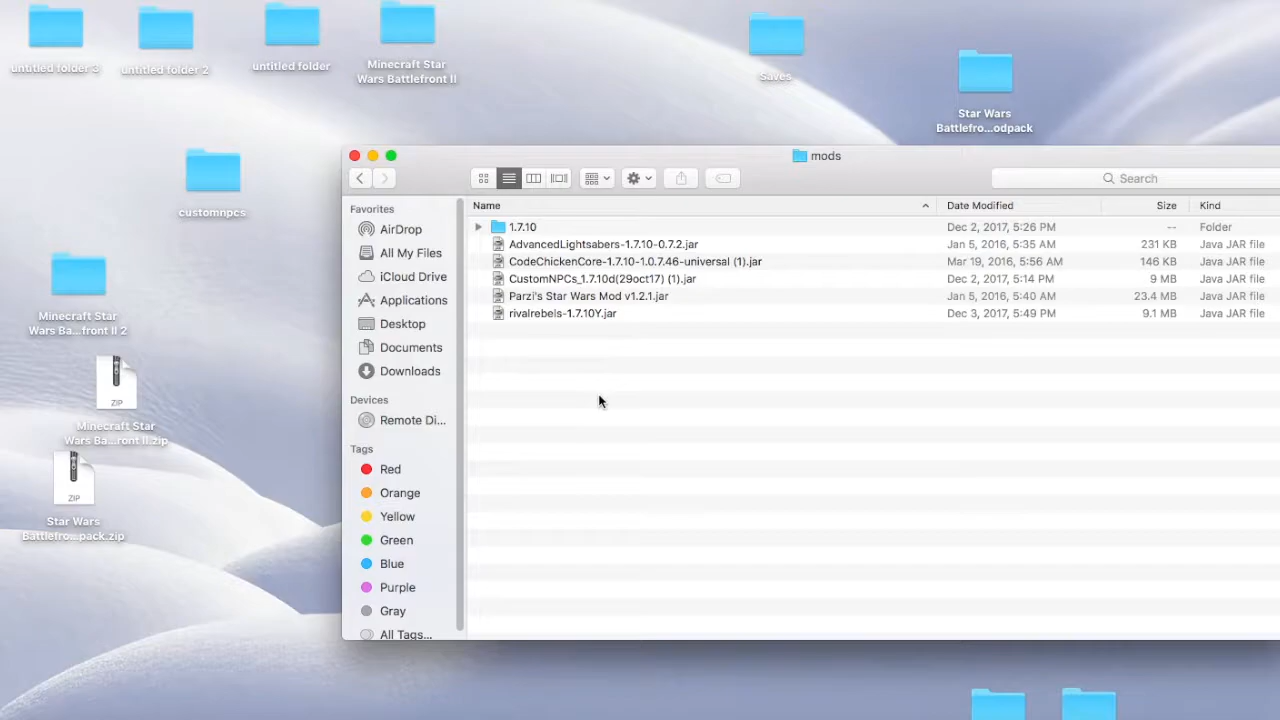 untitled folder 3
untitled folder 2
untitled folder
Minecraft Star
Wars Battlefront II
Saves
Star Wars
Battlefro...odpack
customnpcs
Minecraft Star
Wars Ba...front II 2
ZIP
Minecraft Star
Wars Ba...ront II.zip
ZIP
Star Wars
Battlefro...pack.zip
mods
Search
Favorites
AirDrop
All My Files
iCloud Drive
Applications
Desktop
Documents
Downloads
Devices
Remote Di...
Tags
Red
Orange
Yellow
Green
Blue
Purple
Gray
All Tags...
Name Date Modified Size Kind
1.7.10 Dec 2, 2017, 5:26 PM -- Folder
AdvancedLightsabers-1.7.10-0.7.2.jar Jan 5, 2016, 5:35 AM 231 KB Java JAR file
CodeChickenCore-1.7.10-1.0.7.46-universal (1).jar Mar 19, 2016, 5:56 AM 146 KB Java JAR file
CustomNPCs_1.7.10d(29oct17) (1).jar Dec 2, 2017, 5:14 PM 9 MB Java JAR file
Parzi's Star Wars Mod v1.2.1.jar Jan 5, 2016, 5:40 AM 23.4 MB Java JAR file
rivalrebels-1.7.10Y.jar Dec 3, 2017, 5:49 PM 9.1 MB Java JAR file